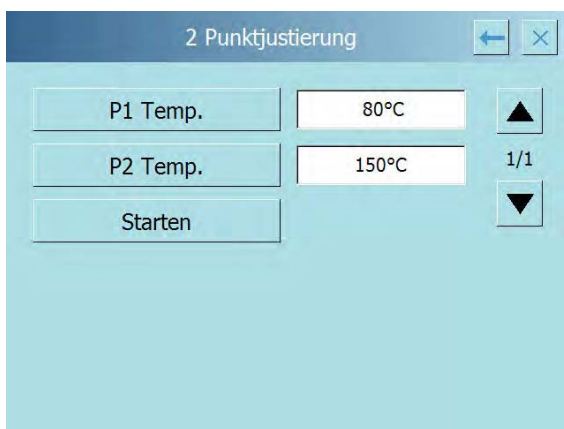 2 Punktjustierung
P1 Temp. 80°C
P2 Temp. 150°C
1/1
Starten